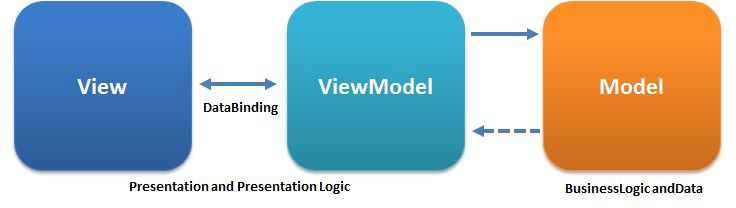 View
ViewModel
Model
DataBinding
Presentation and Presentation Logic
BusinessLogic andData